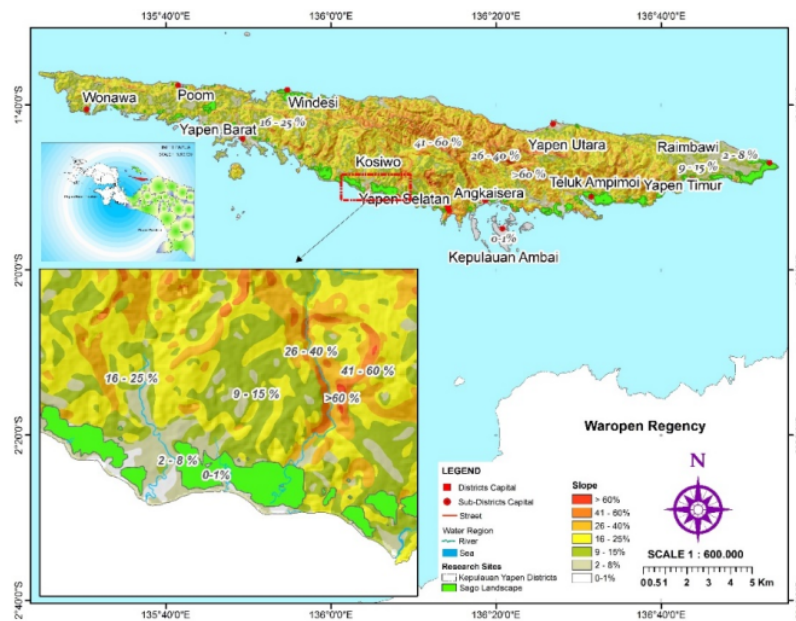 135°40'0"E 136°0'0"E 136°20'0"E 136°40'0"E
1°40'0"S
2°0'0"S
2°20'0"S
2°40'0"S
Wonawa
Poom
Windesi
Yapen Barat
16 - 25 %
Kosiwo
41 - 60 %
26 - 40 %
>60 %
Yapen Utara
Raimbawi
2 - 8 %
9 - 15 %
Yapen Selatan
Angkaisera
Teluk Ampimoi
Yapen Timur
0-1%
Kepulauan Ambai
26 - 40 %
16 - 25 %
41 - 60 %
9 - 15 %
>60 %
2 - 8 %
0-1%
Waropen Regency
LEGEND
Districts Capital
Sub-Districts Capital
Street
Water Region
River
Sea
Research Sites
Kepulauan Yapen Districts
Sago Landscape
Slope
> 60%
41 - 60%
26 - 40%
16 - 25%
9 - 15%
2 - 8%
0-1%
N
SCALE 1 : 600.000
0 0.5 1 2 3 4 5 Km
135°40'0"E 136°0'0"E 136°20'0"E 136°40'0"E